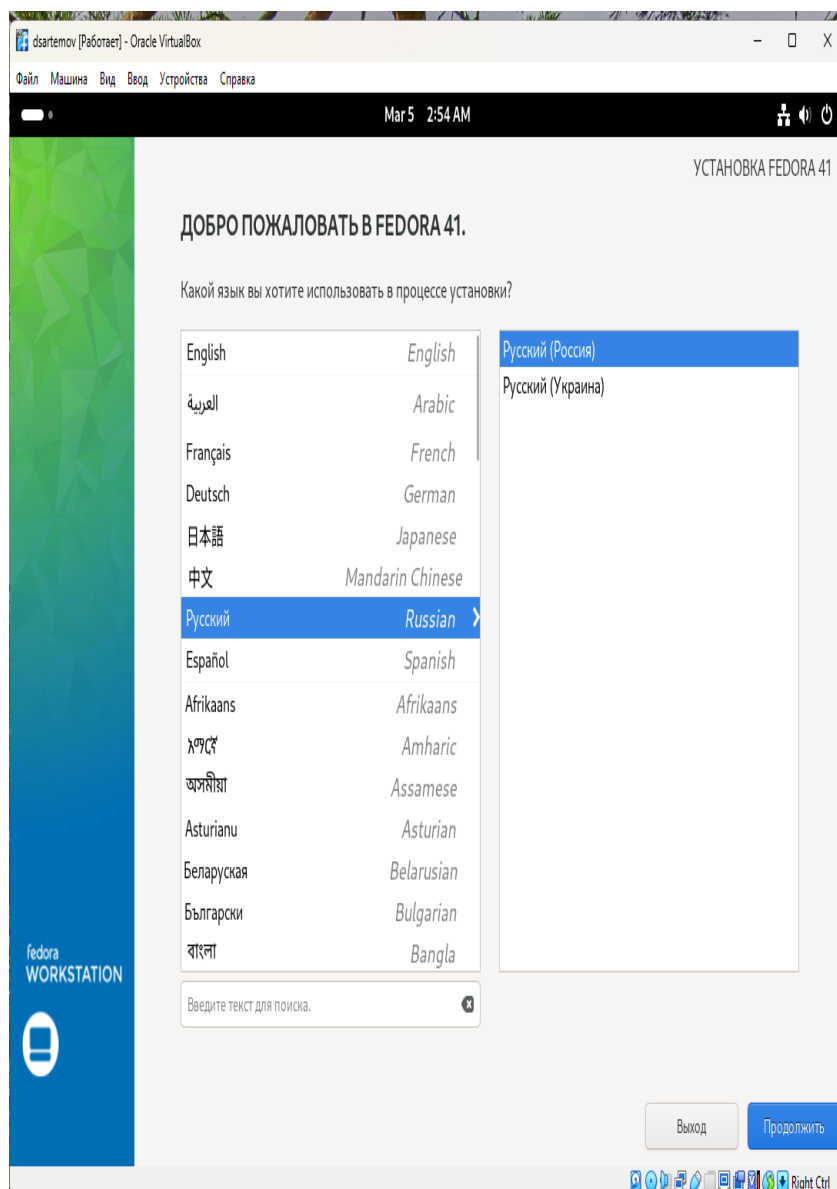 dsartemov [Работает] - Oracle VirtualBox
Файл Машина Вид Ввод Устройства Справка
Mar 5 2:54 AM
УСТАНОВКА FEDORA 41
ДОБРО ПОЖАЛОВАТЬ В FEDORA 41.
Какой язык вы хотите использовать в процессе установки?
English English
العربية Arabic
Français French
Deutsch German
日本語 Japanese
中文 Mandarin Chinese
Русский Russian
Español Spanish
Afrikaans Afrikaans
አማርኛ Amharic
অসমীয়া Assamese
Asturianu Asturian
Беларуская Belarusian
Български Bulgarian
বাংলা Bangla
Русский (Россия)
Русский (Украина)
Введите текст для поиска.
fedora
WORKSTATION
Выход Продолжить
Right Ctrl